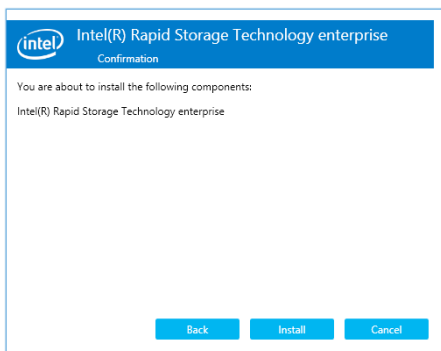 intel
Intel(R) Rapid Storage Technology enterprise
Confirmation
You are about to install the following components:
Intel(R) Rapid Storage Technology enterprise
Back
Install
Cancel